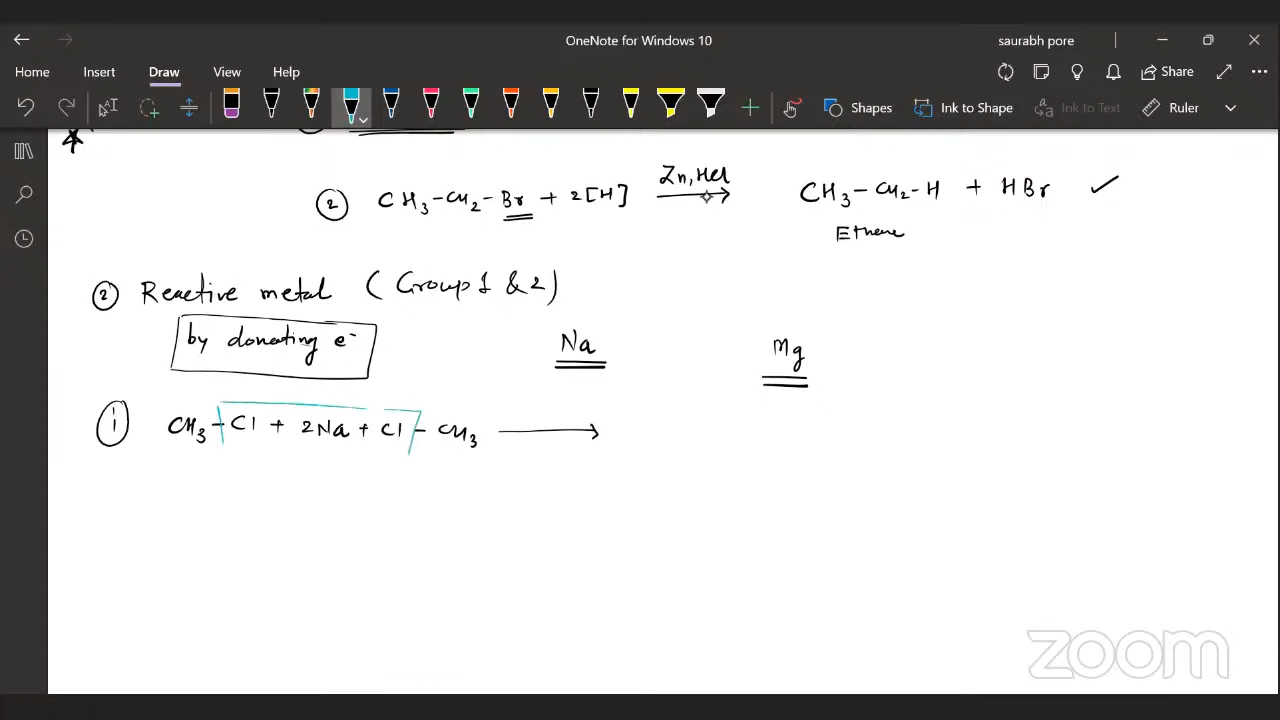 OneNote for Windows 10
saurabh pore
Home Insert Draw View Help
Share
Shapes Ink to Shape Ink to Text Ruler
Zn, HCl
② CH3-CH2-Br + 2[H] → CH3-CH2-H + HBr ✓
Ethane
② Reactive metal (Group 1 & 2)
by donating e-
Na Mg
① CH3-Cl + 2Na + Cl-CH3 →
zoom